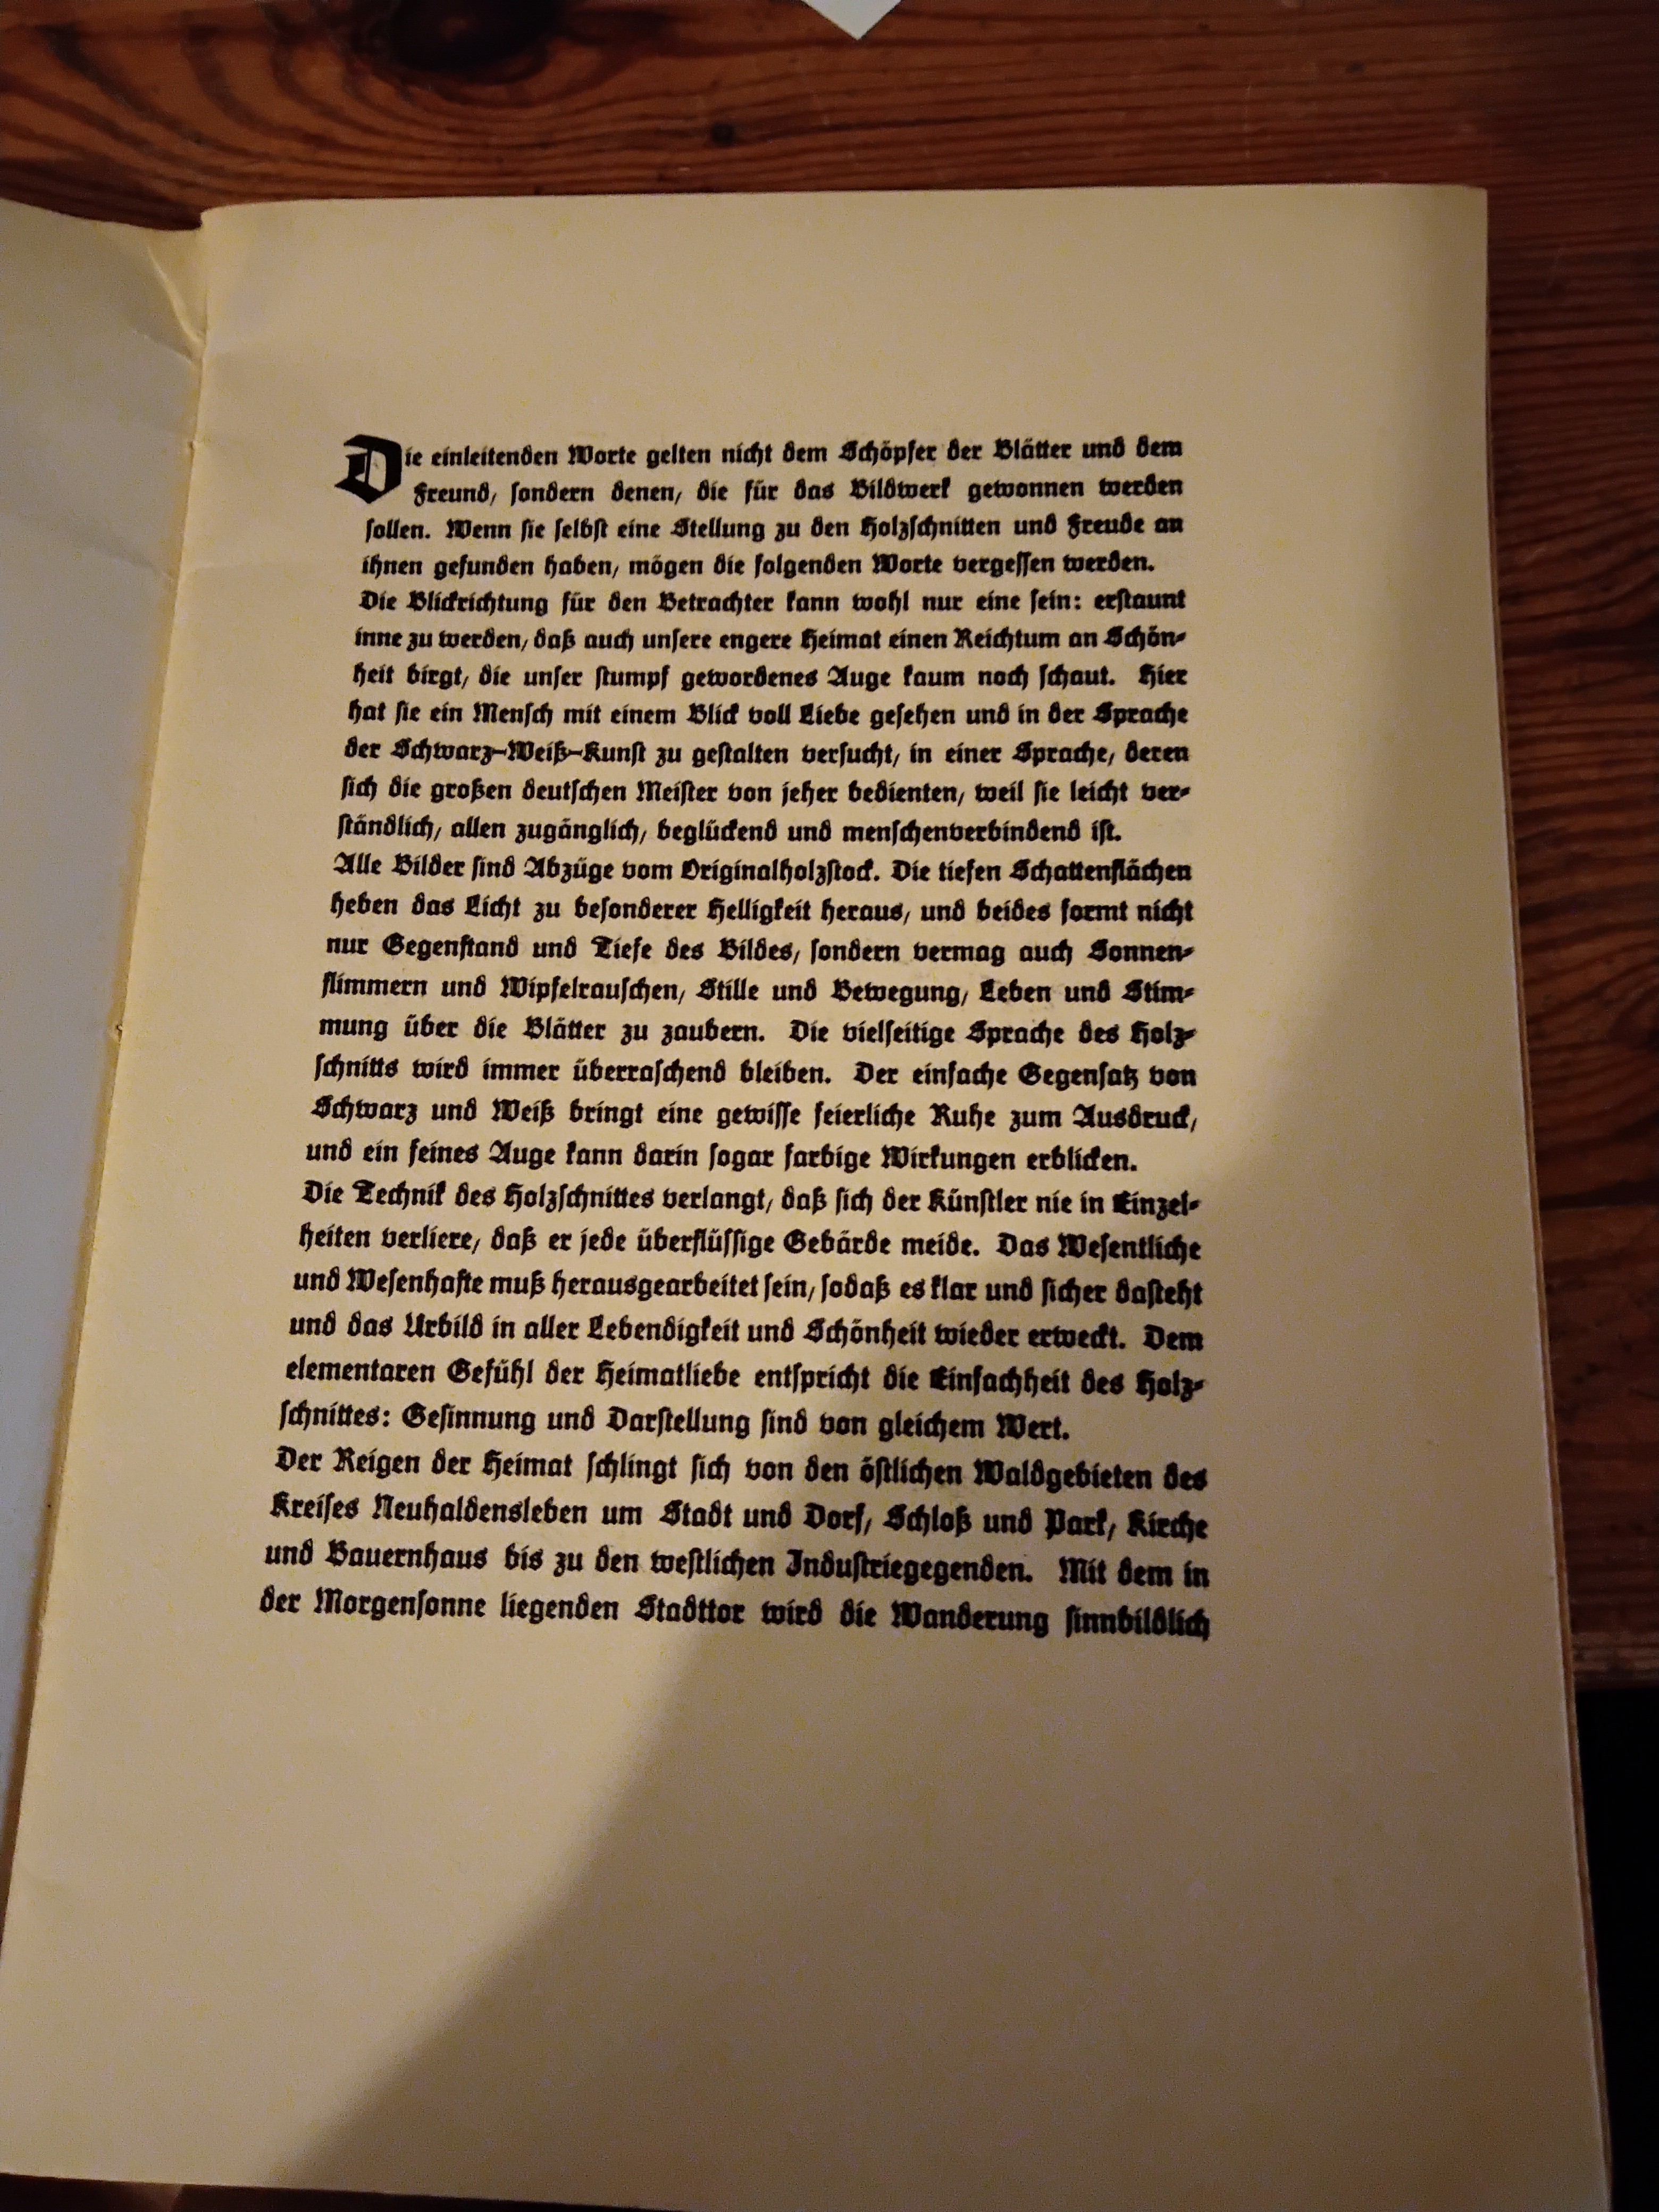 Die einleitenden Worte gelten nicht dem Schöpfer der Blätter und dem
Freund, sondern denen, die für das Bildwerk gewonnen werden
sollen. Wenn sie selbst eine Stellung zu den Holzschnitten und Freude an
ihnen gefunden haben, mögen die folgenden Worte vergessen werden.
Die Blickrichtung für den Betrachter kann wohl nur eine sein: erstaunt
inne zu werden, daß auch unsere engere Heimat einen Reichtum an Schön-
heit birgt, die unser stumpf gewordenes Auge kaum noch schaut. Hier
hat sie ein Mensch mit einem Blick voll Liebe gesehen und in der Sprache
der Schwarz-Weiß-Kunst zu gestalten versucht, in einer Sprache, deren
sich die großen deutschen Meister von jeher bedienten, weil sie leicht ver-
ständlich, allen zugänglich, beglückend und menschenverbindend ist.
Alle Bilder sind Abzüge vom Originalholzstock. Die tiefen Schattenflächen
heben das Licht zu besonderer Helligkeit heraus, und beides formt nicht
nur Gegenstand und Tiefe des Bildes, sondern vermag auch Sonnen-
flimmern und Wipfelrauschen, Stille und Bewegung, Leben und Stim-
mung über die Blätter zu zaubern. Die vielseitige Sprache des Holz-
schnitts wird immer überraschend bleiben. Der einfache Gegensatz von
Schwarz und Weiß bringt eine gewisse feierliche Ruhe zum Ausdruck,
und ein feines Auge kann darin sogar farbige Wirkungen erblicken.
Die Technik des Holzschnittes verlangt, daß sich der Künstler nie in Einzel-
heiten verliere, daß er jede überflüssige Gebärde meide. Das Wesentliche
und Wesenhafte muß herausgearbeitet sein, sodaß es klar und sicher dasteht
und das Urbild in aller Lebendigkeit und Schönheit wieder erweckt. Dem
elementaren Gefühl der Heimatliebe entspricht die Einfachheit des Holz-
schnittes: Gesinnung und Darstellung sind von gleichem Wert.
Der Reigen der Heimat schlingt sich von den östlichen Waldgebieten des
Kreises Neuhaldensleben um Stadt und Dorf, Schloß und Park, Kirche
und Bauernhaus bis zu den westlichen Industriegegenden. Mit dem in
der Morgensonne liegenden Stadttor wird die Wanderung sinnbildlich